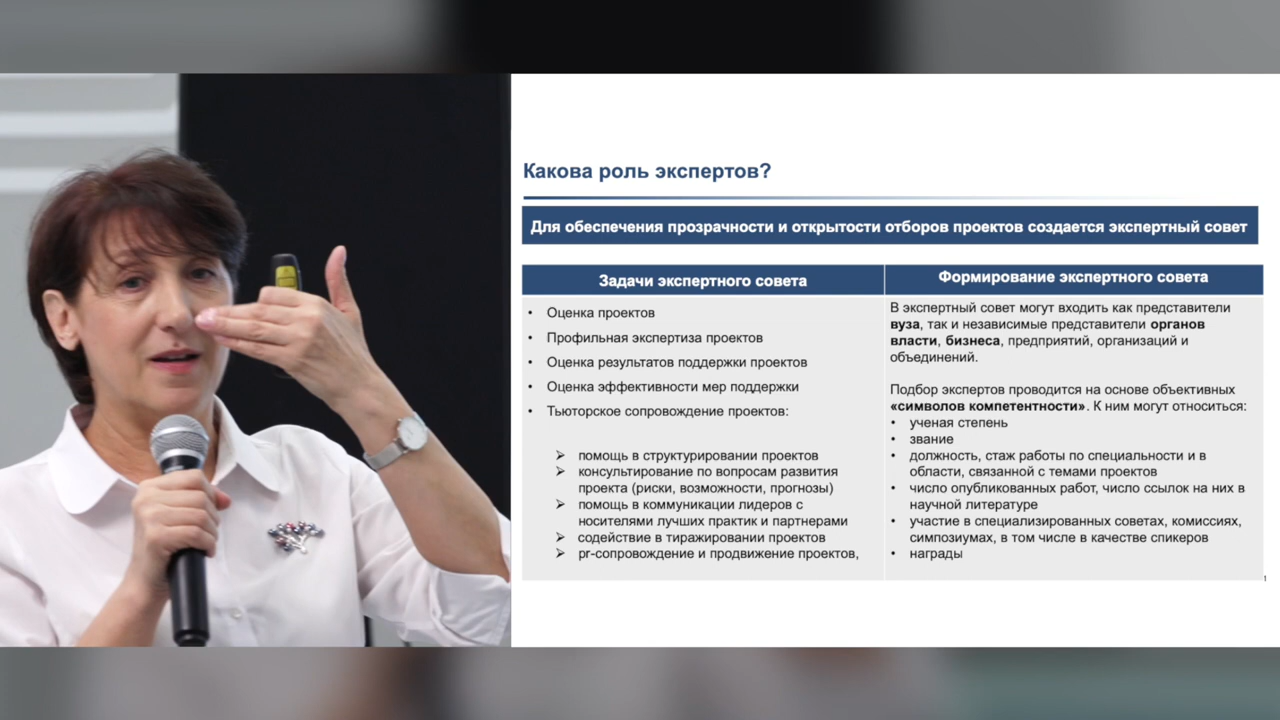 Какова роль экспертов?
Для обеспечения прозрачности и открытости отборов проектов создается экспертный совет
Задачи экспертного совета
• Оценка проектов
• Профильная экспертиза проектов
• Оценка результатов поддержки проектов
• Оценка эффективности мер поддержки
• Тьюторское сопровождение проектов:
➢ помощь в структурировании проектов
➢ консультирование по вопросам развития
проекта (риски, возможности, прогнозы)
➢ помощь в коммуникации лидеров с
носителями лучших практик и партнерами
➢ содействие в тиражировании проектов
➢ pr-сопровождение и продвижение проектов,
Формирование экспертного совета
В экспертный совет могут входить как представители
вуза, так и независимые представители органов
власти, бизнеса, предприятий, организаций и
объединений.
Подбор экспертов проводится на основе объективных
«символов компетентности». К ним могут относиться:
• ученая степень
• звание
• должность, стаж работы по специальности и в
области, связанной с темами проектов
• число опубликованных работ, число ссылок на них в
научной литературе
• участие в специализированных советах, комиссиях,
симпозиумах, в том числе в качестве спикеров
• награды
1